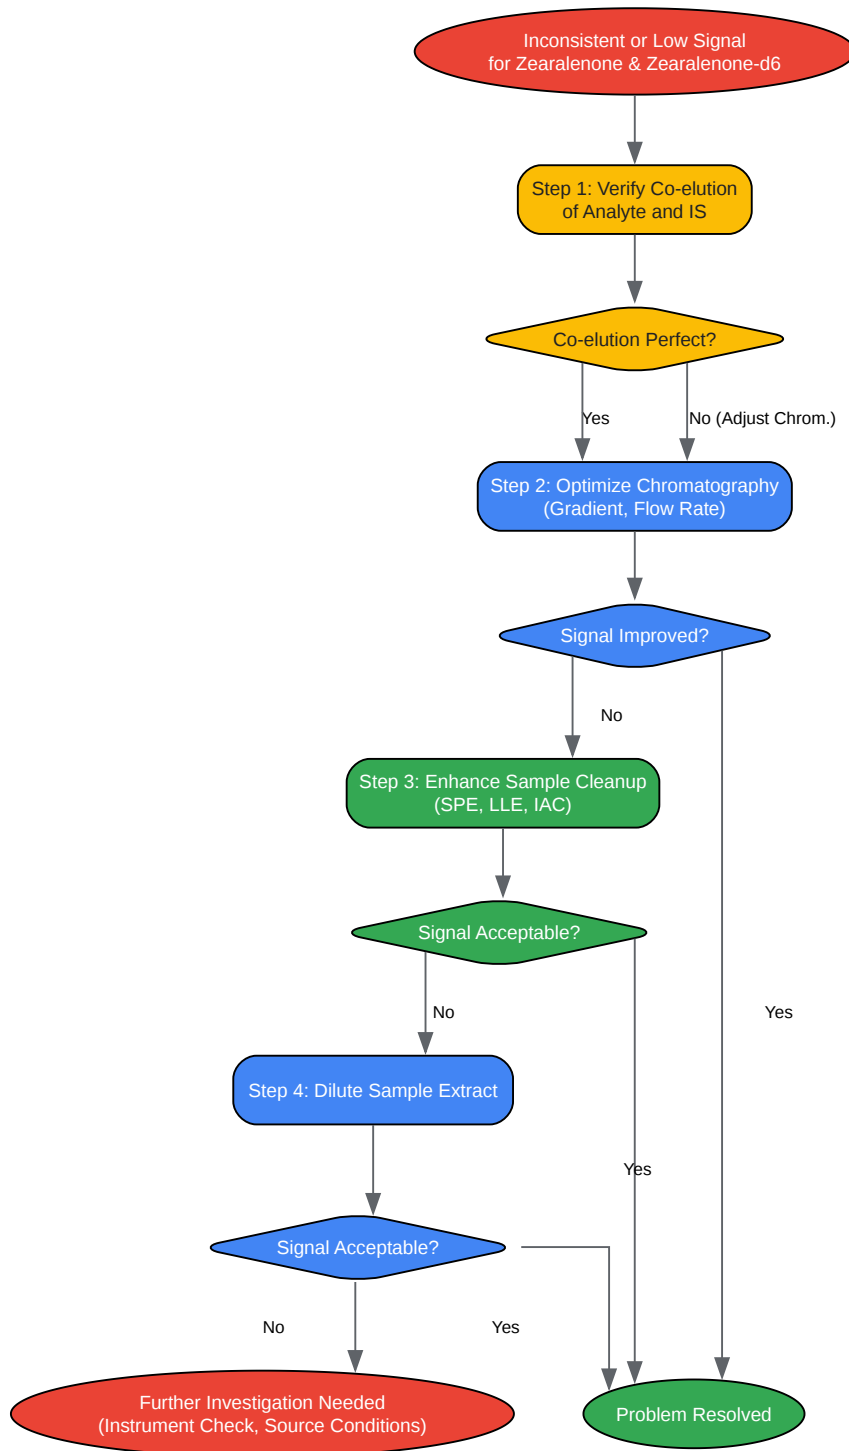 Inconsistent or Low Signal
for Zearalenone & Zearalenone-d6
Step 1: Verify Co-elution
of Analyte and IS
Co-elution Perfect?
Yes
No (Adjust Chrom.)
Step 2: Optimize Chromatography
(Gradient, Flow Rate)
Signal Improved?
No
Step 3: Enhance Sample Cleanup
(SPE, LLE, IAC)
Signal Acceptable?
No
Yes
Step 4: Dilute Sample Extract
Yes
Signal Acceptable?
No
Yes
Further Investigation Needed
(Instrument Check, Source Conditions)
Problem Resolved